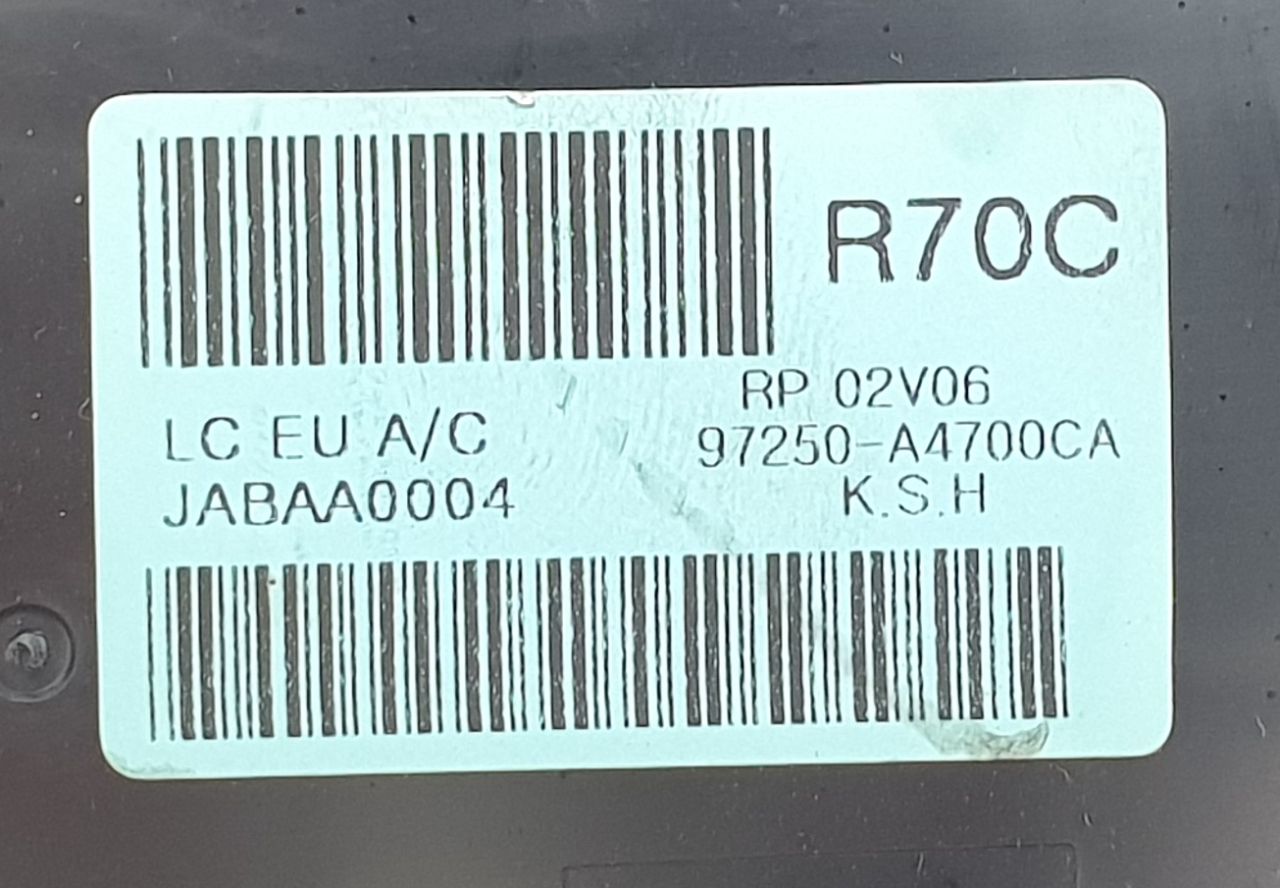 R70C
RP 02V06
LC EU A/C
97250-A4700CA
JABAA0004
K.S.H